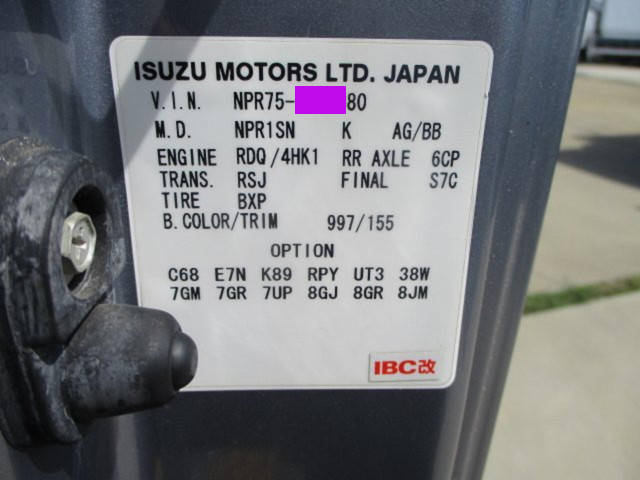 ISUZU MOTORS LTD. JAPAN
V.I.N. NPR75- 80
M.D. NPR1SN K AG/BB
ENGINE RDQ/4HK1 RR AXLE 6CP
TRANS. RSJ FINAL S7C
TIRE BXP
B.COLOR/TRIM 997/155
OPTION
C68 E7N K89 RPY UT3 38W
7GM 7GR 7UP 8GJ 8GR 8JM
IBC改